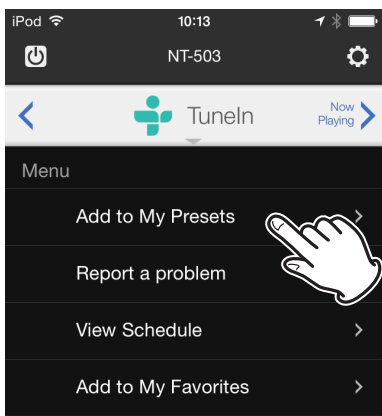 iPod 10:13
NT-503
TuneIn
Now
Playing
Menu
Add to My Presets
Report a problem
View Schedule
Add to My Favorites